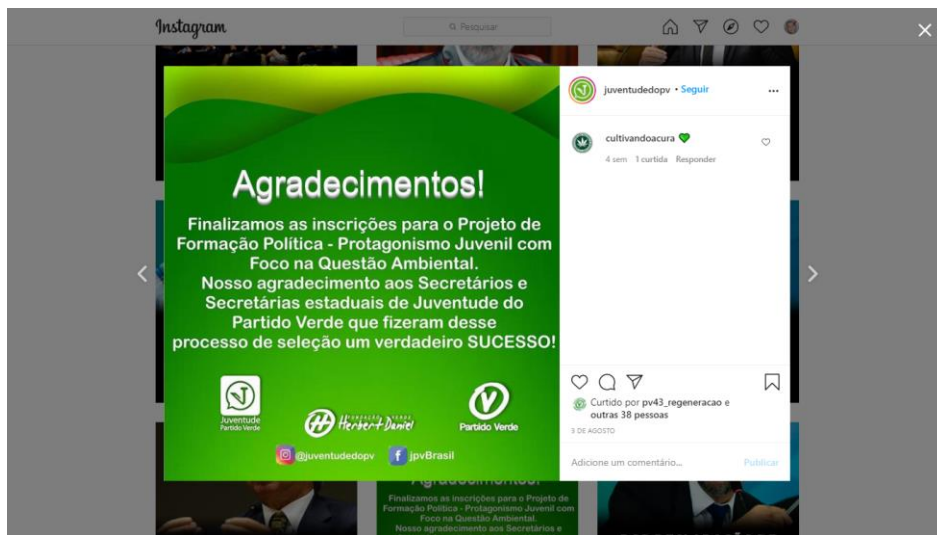 Instagram
Pesquisar
Agradecimentos!
Finalizamos as inscrições para o Projeto de
Formação Política - Protagonismo Juvenil com
Foco na Questão Ambiental.
Nosso agradecimento aos Secretários e
Secretárias estaduais de Juventude do
Partido Verde que fizeram desse
processo de seleção um verdadeiro SUCESSO!
Juventude
Partido Verde
Herbert Daniel
Partido Verde
@juventudedopv
jpvBrasil
juventudedopv • Seguir
cultivandoacura
4 sem 1 curtida Responder
Curtido por pv43_regeneracao e
outras 38 pessoas
3 DE AGOSTO
Adicione um comentário...
Publicar
Agradecimentos!
Finalizamos as inscrições para o Projeto de
Formação Política - Protagonismo Juvenil com
Foco na Questão Ambiental.
Nosso agradecimento aos Secretários e